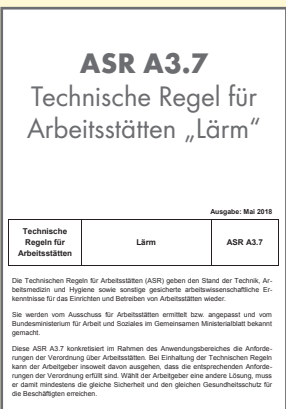 ASR A3.7
Technische Regel für
Arbeitsstätten „Lärm“
Ausgabe: Mai 2018
Technische
Regeln für
Arbeitsstätten
Lärm
ASR A3.7
Die Technischen Regeln für Arbeitsstätten (ASR) geben den Stand der Technik, Ar-
beitsmedizin und Hygiene sowie sonstige gesicherte arbeitswissenschaftliche Er-
kenntnisse für das Einrichten und Betreiben von Arbeitsstätten wieder.
Sie werden vom Ausschuss für Arbeitsstätten ermittelt bzw. angepasst und vom
Bundesministerium für Arbeit und Soziales im Gemeinsamen Ministerialblatt bekannt
gemacht.
Diese ASR A3.7 konkretisiert im Rahmen des Anwendungsbereiches die Anforde-
rungen der Verordnung über Arbeitsstätten. Bei Einhaltung der Technischen Regeln
kann der Arbeitgeber insoweit davon ausgehen, dass die entsprechenden Anforde-
rungen der Verordnung erfüllt sind. Wählt der Arbeitgeber eine andere Lösung, muss
er damit mindestens die gleiche Sicherheit und den gleichen Gesundheitsschutz für
die Beschäftigten erreichen.